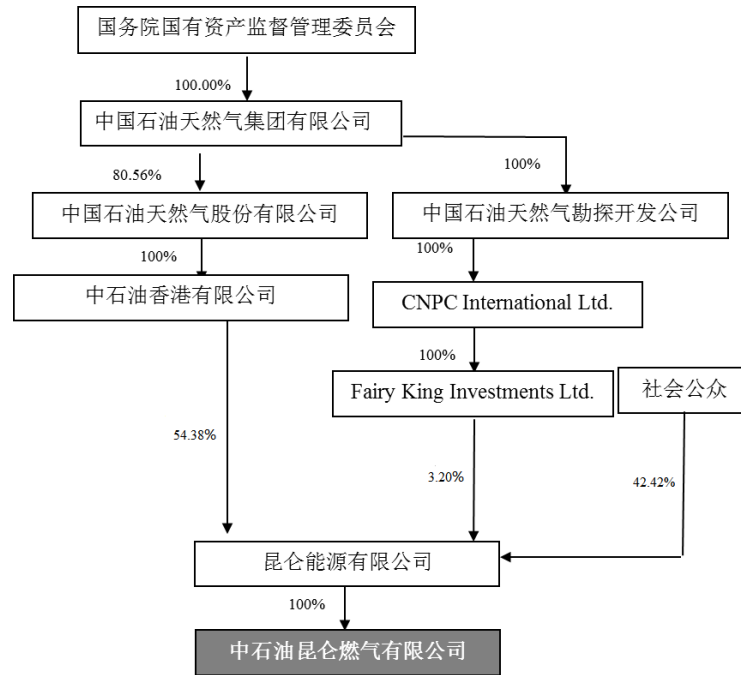 国务院国有资产监督管理委员会
100.00%
中国石油天然气集团有限公司
80.56%
100%
中国石油天然气股份有限公司
中国石油天然气勘探开发公司
100%
100%
中石油香港有限公司
CNPC International Ltd.
100%
Fairy King Investments Ltd.
社会公众
54.38%
3.20%
42.42%
昆仑能源有限公司
100%
中石油昆仑燃气有限公司